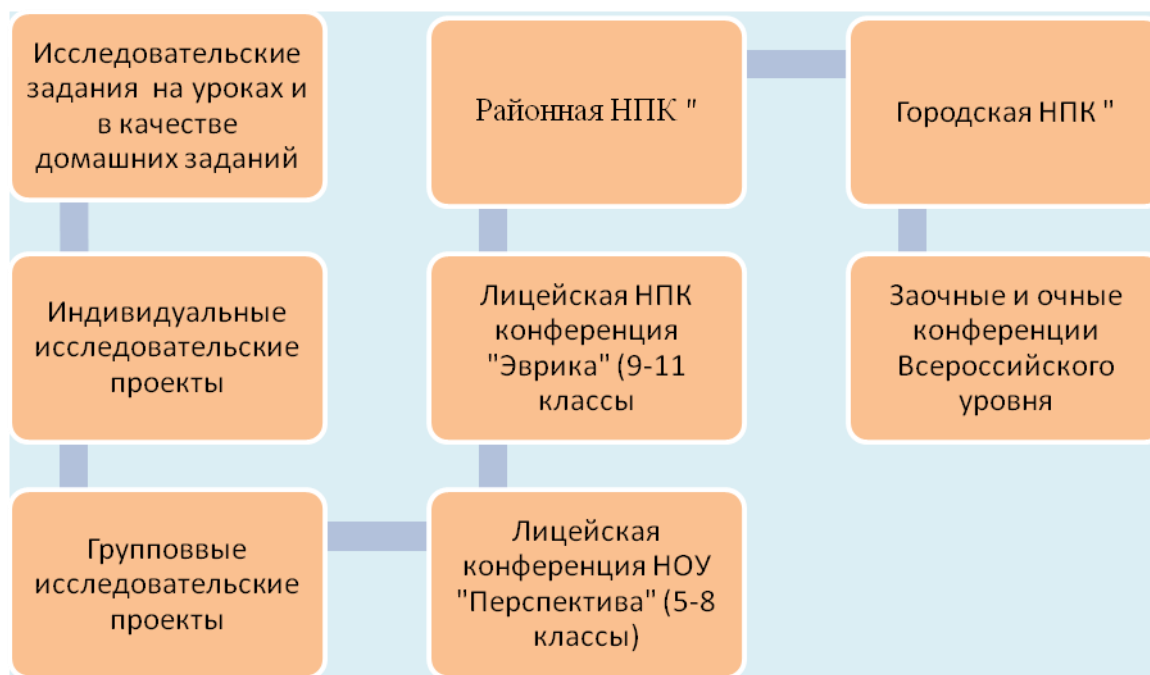 Исследовательские
задания на уроках и
в качестве
домашних заданий
Индивидуальные
исследовательские
проекты
Групповвые
исследовательские
проекты
Лицейская
конференция НОУ
"Перспектива" (5-8
классы)
Лицейская НПК
конференция
"Эврика" (9-11
классы
Районная НПК "
Городская НПК "
Заочные и очные
конференции
Всероссийского
уровня